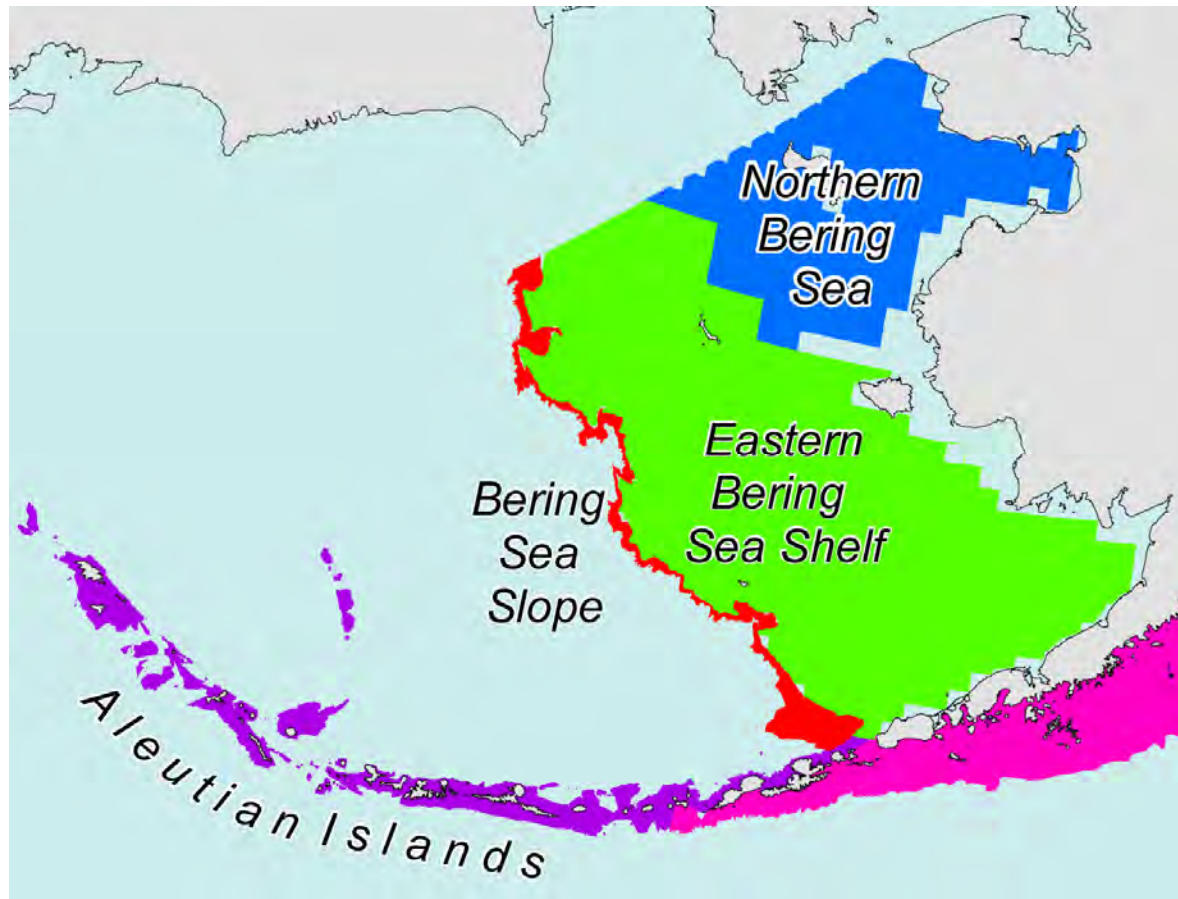 Northern
Bering
Sea
Eastern
Bering
Sea Shelf
Bering
Sea
Slope
Aleutian Islands